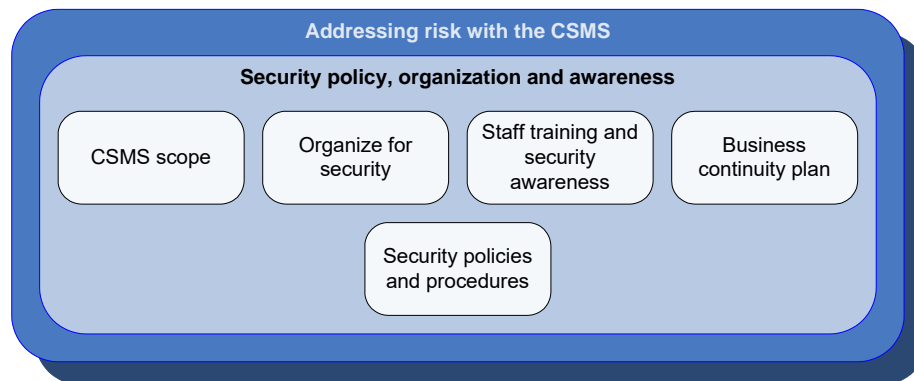 Addressing risk with the CSMS
Security policy, organization and awareness
CSMS scope
Organize for
security
Staff training and
security
awareness
Business
continuity plan
Security policies
and procedures